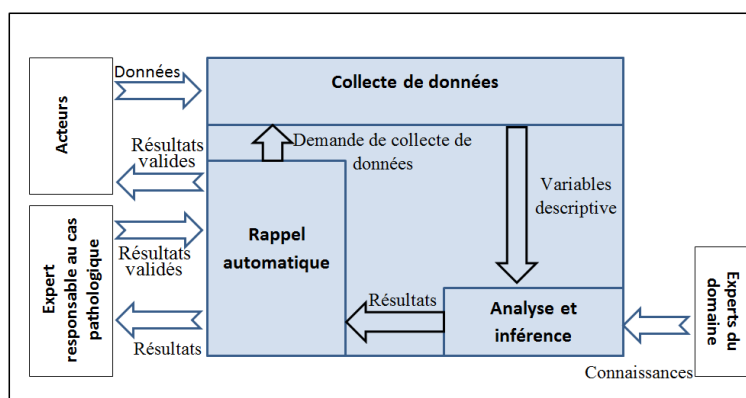 Données
Collecte de données
Acteurs
Résultats
valides
Demande de collecte de
données
Variables
descriptive
Expert
responsable au cas
pathologique
Résultats
validés
Rappel
automatique
Résultats
Analyse et
inférence
Experts du
domaine
Résultats
Connaissances